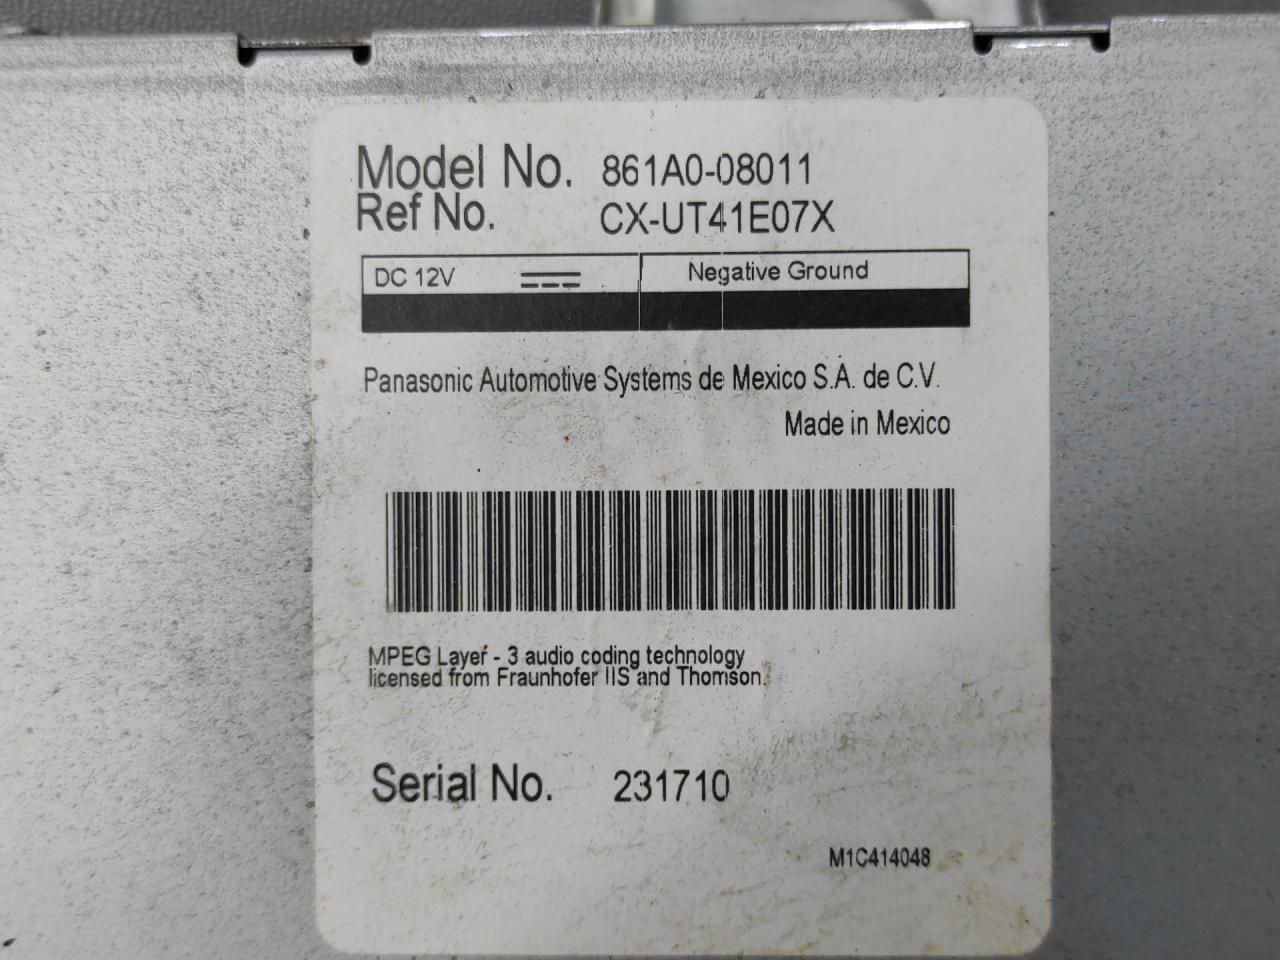 Model No. 861A0-08011
Ref No. CX-UT41E07X
DC 12V Negative Ground
Panasonic Automotive Systems de Mexico S.A. de C.V.
Made in Mexico
MPEG Layer - 3 audio coding technology
licensed from Fraunhofer IIS and Thomson.
Serial No. 231710
M1C414048